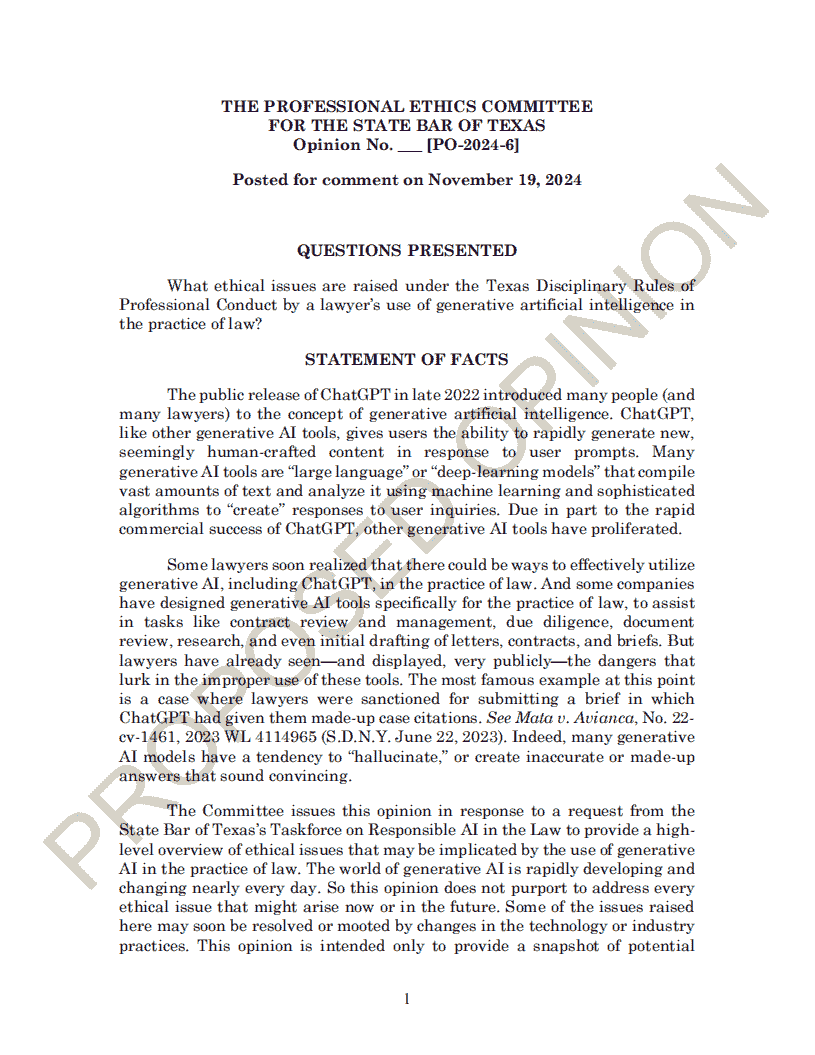 THE PROFESSIONAL ETHICS COMMITTEE
FOR THE STATE BAR OF TEXAS
Opinion No. ___ [PO-2024-6]
Posted for comment on November 19, 2024
QUESTIONS PRESENTED
What ethical issues are raised under the Texas Disciplinary Rules of
Professional Conduct by a lawyer’s use of generative artificial intelligence in
the practice of law?
STATEMENT OF FACTS
The public release of ChatGPT in late 2022 introduced many people (and
many lawyers) to the concept of generative artificial intelligence. ChatGPT,
like other generative AI tools, gives users the ability to rapidly generate new,
seemingly human-crafted content in response to user prompts. Many
generative AI tools are “large language” or “deep-learning models” that compile
vast amounts of text and analyze it using machine learning and sophisticated
algorithms to “create” responses to user inquiries. Due in part to the rapid
commercial success of ChatGPT, other generative AI tools have proliferated.
Some lawyers soon realized that there could be ways to effectively utilize
generative AI, including ChatGPT, in the practice of law. And some companies
have designed generative AI tools specifically for the practice of law, to assist
in tasks like contract review and management, due diligence, document
review, research, and even initial drafting of letters, contracts, and briefs. But
lawyers have already seen—and displayed, very publicly—the dangers that
lurk in the improper use of these tools. The most famous example at this point
is a case where lawyers were sanctioned for submitting a brief in which
ChatGPT had given them made-up case citations. See Mata v. Avianca, No. 22-
cv-1461, 2023 WL 4114965 (S.D.N.Y. June 22, 2023). Indeed, many generative
AI models have a tendency to “hallucinate,” or create inaccurate or made-up
answers that sound convincing.
The Committee issues this opinion in response to a request from the
State Bar of Texas’s Taskforce on Responsible AI in the Law to provide a high-
level overview of ethical issues that may be implicated by the use of generative
AI in the practice of law. The world of generative AI is rapidly developing and
changing nearly every day. So this opinion does not purport to address every
ethical issue that might arise now or in the future. Some of the issues raised
here may soon be resolved or mooted by changes in the technology or industry
practices. This opinion is intended only to provide a snapshot of potential
1
PROPOSED OPINION